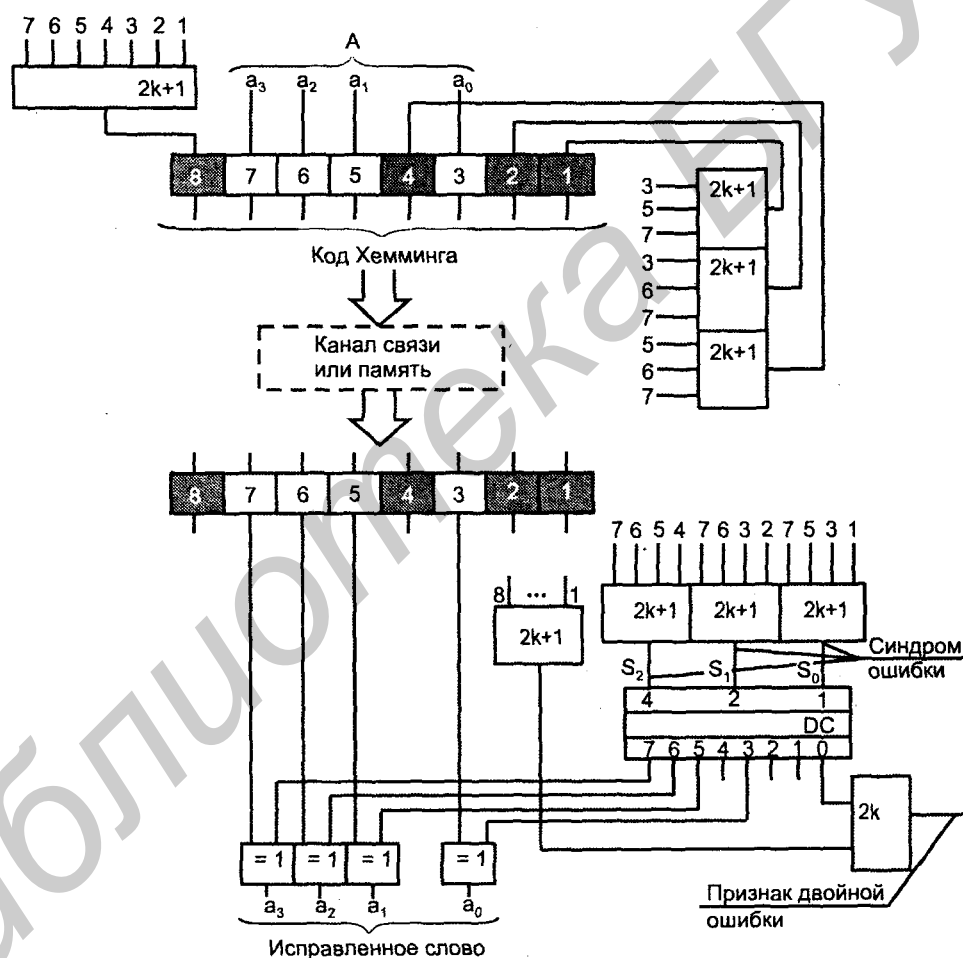 7 6 5 4 3 2 1
2k+1
A
a₃ a₂ a₁ a₀
8 7 6 5 4 3 2 1
3
5
7
2k+1
3
6
7
2k+1
5
6
7
2k+1
Код Хемминга
Канал связи
или память
8 7 6 5 4 3 2 1
8 ... 1
2k+1
7 6 5 4 7 6 3 2 7 5 3 1
2k+1 2k+1 2k+1
S₂ S₁ S₀
Синдром
ошибки
4 2 1
DC
7 6 5 4 3 2 1 0
2k
= 1 = 1 = 1 = 1
a₃ a₂ a₁ a₀
Исправленное слово
Признак двойной
ошибки
блиотека БГУ